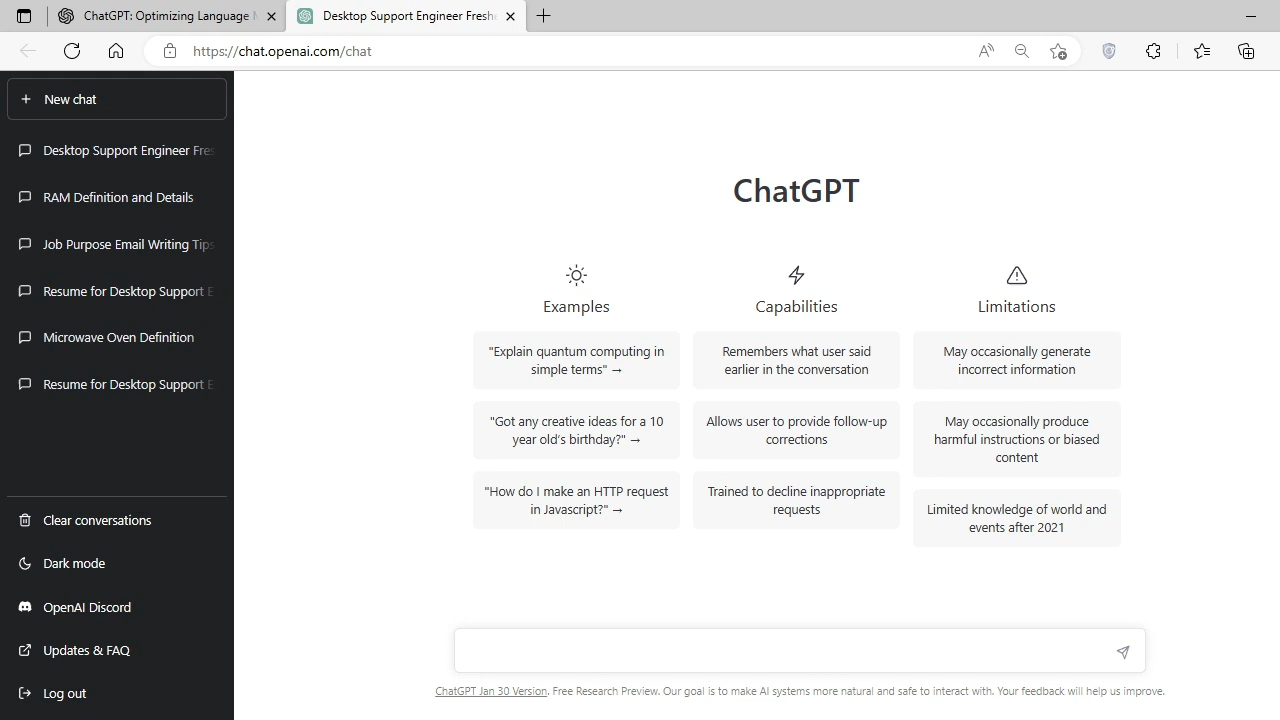 ChatGPT: Optimizing Language
Desktop Support Engineer Freshe
https://chat.openai.com/chat
New chat
Desktop Support Engineer Fres
RAM Definition and Details
Job Purpose Email Writing Tips
Resume for Desktop Support E
Microwave Oven Definition
Resume for Desktop Support E
Clear conversations
Dark mode
OpenAI Discord
Updates & FAQ
Log out
ChatGPT
Examples
"Explain quantum computing in
simple terms" →
"Got any creative ideas for a 10
year old's birthday?" →
"How do I make an HTTP request
in Javascript?" →
Capabilities
Remembers what user said
earlier in the conversation
Allows user to provide follow-up
corrections
Trained to decline inappropriate
requests
Limitations
May occasionally generate
incorrect information
May occasionally produce
harmful instructions or biased
content
Limited knowledge of world and
events after 2021
ChatGPT Jan 30 Version. Free Research Preview. Our goal is to make AI systems more natural and safe to interact with. Your feedback will help us improve.